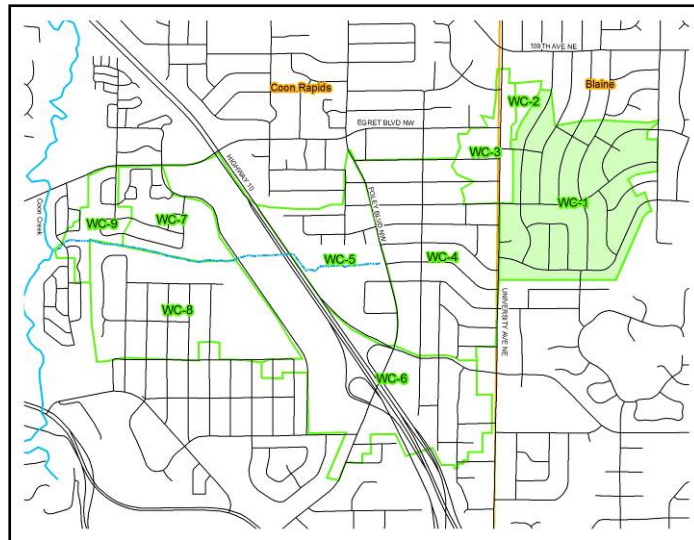 109TH AVE NE
Coon Rapids
Blaine
WC-2
EGRET BLVD NW
WC-3
HIGHWAY 10
FOLEY BLVD NW
WC-1
Coon Creek
WC-9
WC-7
WC-5
WC-4
WC-8
UNIVERSITY AVE NE
WC-6